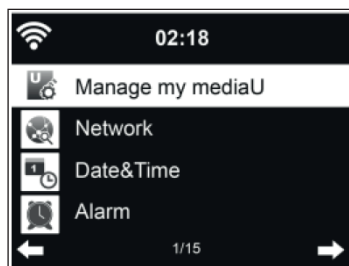 02:18
Manage my mediaU
Network
Date&Time
Alarm
1/15